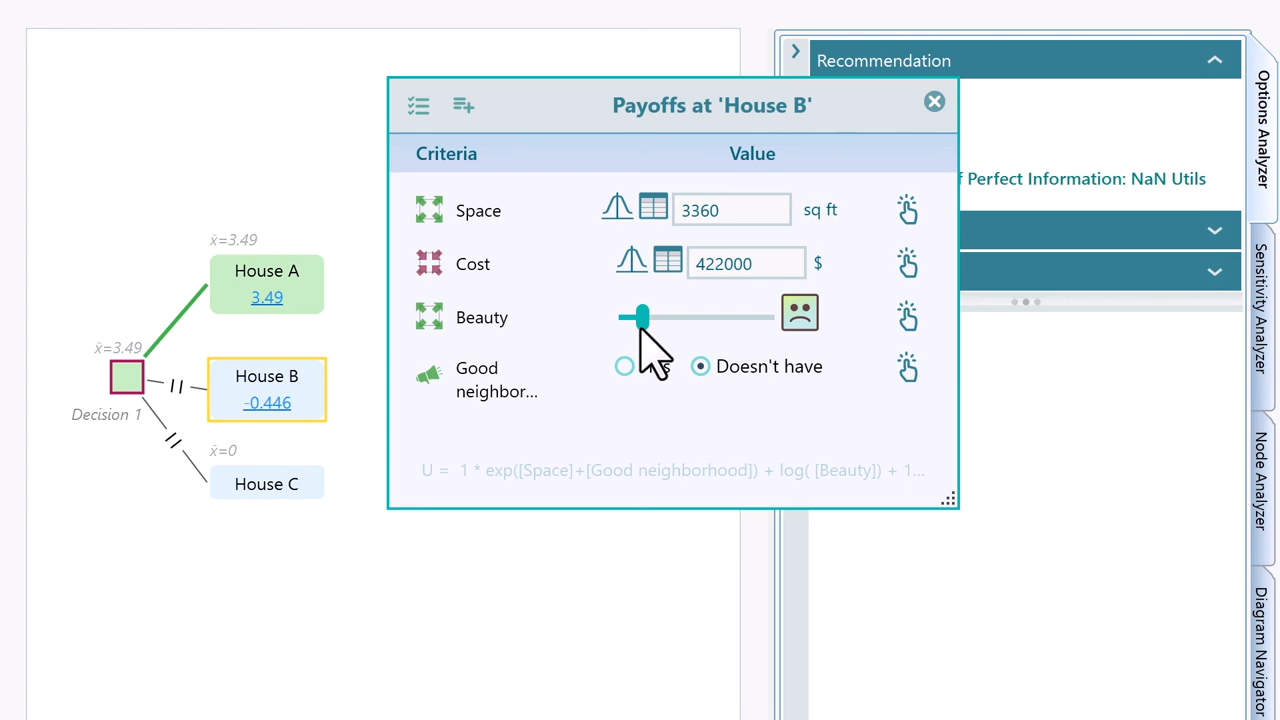 Recommendation
Perfect Information: NaN Utils
Payoffs at 'House B'
Criteria
Value
Space
3360
sq ft
Cost
422000
$
Beauty
Doesn't have
Good
neighbor...
U = 1 * exp([Space]+[Good neighborhood]) + log( [Beauty]) + 1...
x̄=3.49
House A
3.49
x̄=3.49
Decision 1
House B
-0.446
x̄=0
House C
Options Analyzer
Sensitivity Analyzer
Node Analyzer
Diagram Navigator